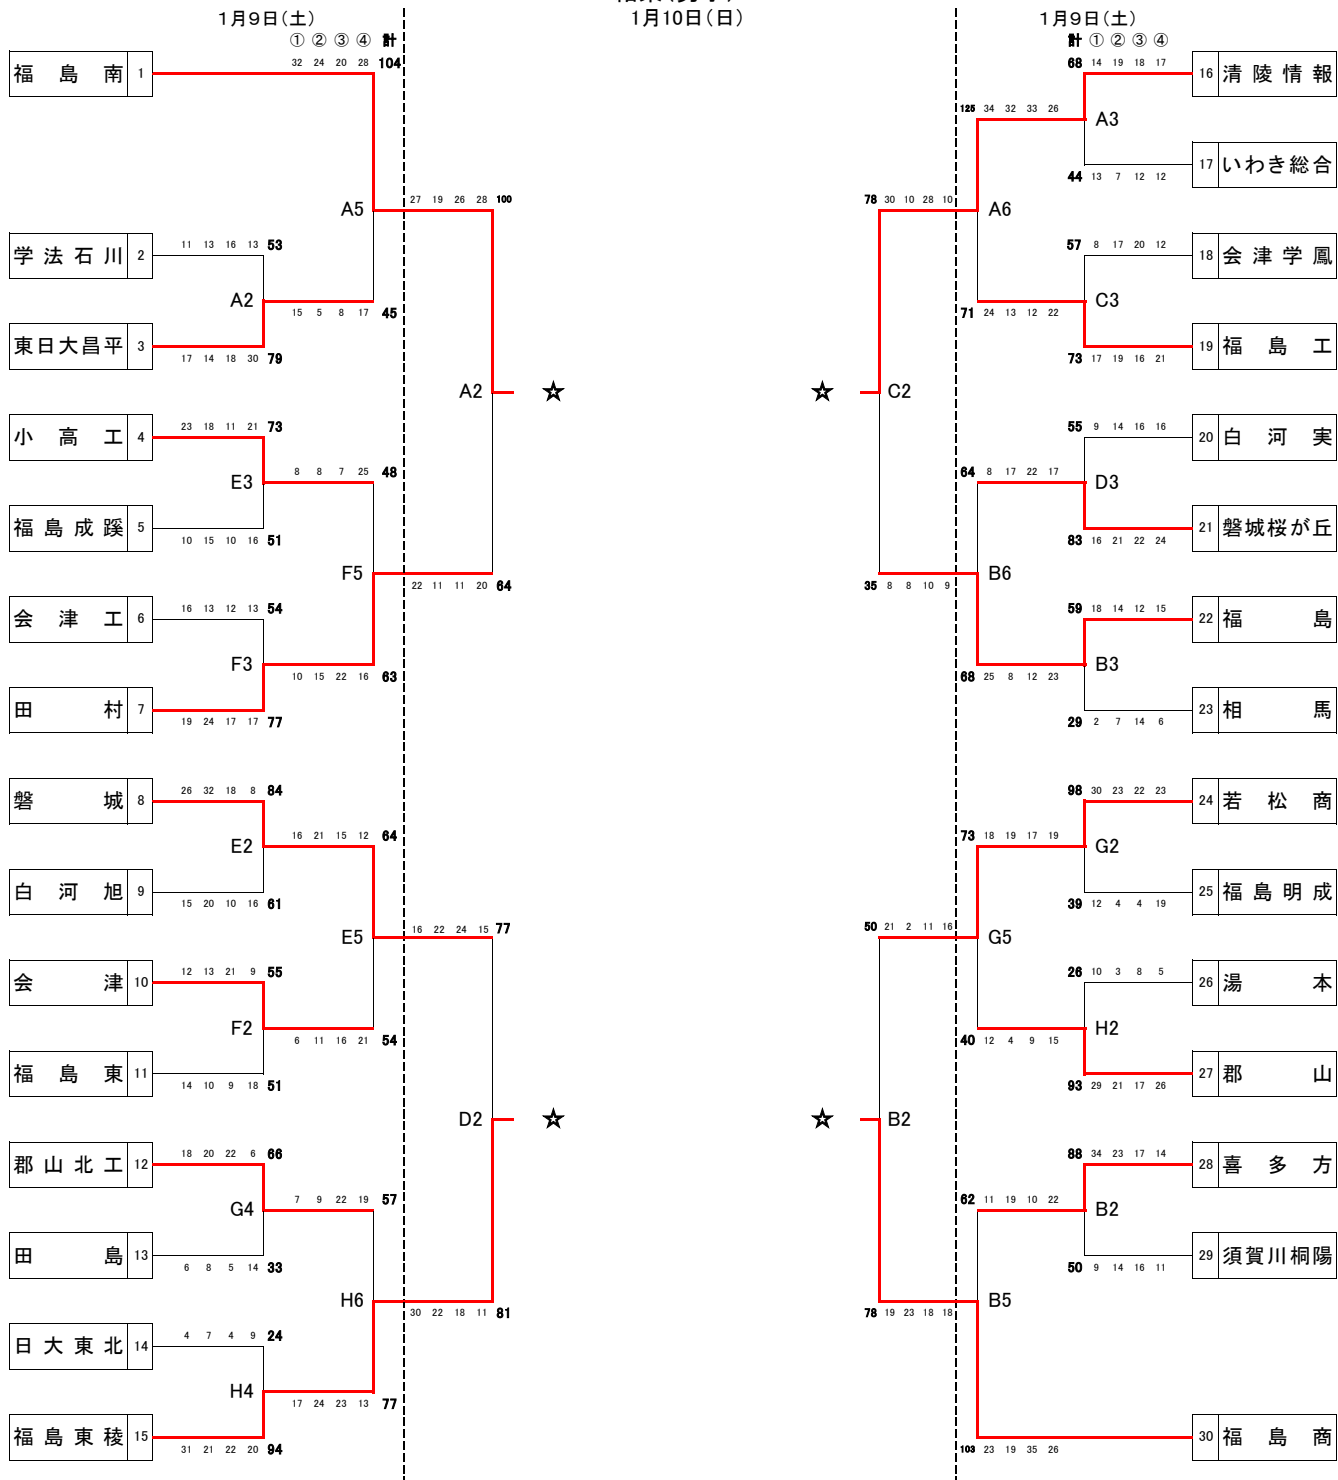 1月9日(土) 1月10日(日) 1月9日(土)
① ② ③ ④ 計 計 ① ② ③ ④
福島南 1 32 24 20 28 104
68 14 19 18 17 16 清陵情報
125 34 32 33 26 A3
44 13 7 12 12 17 いわき総合
A5 27 19 26 28 100
78 30 10 28 10 A6
学法石川 2 11 13 16 13 53
57 8 17 20 12 18 会津学鳳
A2 15 5 8 17 45
71 24 13 12 22 C3
東日大昌平 3 17 14 18 30 79
73 17 19 16 21 19 福島工
A2 ☆ ☆ C2
小高工 4 23 18 11 21 73
55 9 14 16 16 20 白河実
E3 8 8 7 25 48
64 8 17 22 17 D3
福島成蹊 5 10 15 10 16 51
83 16 21 22 24 21 磐城桜が丘
F5 22 11 11 20 64
35 8 8 10 9 B6
会津工 6 16 13 12 13 54
59 18 14 12 15 22 福島
F3 10 15 22 16 63
68 25 8 12 23 B3
田村 7 19 24 17 17 77
29 2 7 14 6 23 相馬
磐城 8 26 32 18 8 84
98 30 23 22 23 24 若松商
E2 16 21 15 12 64
73 18 19 17 19 G2
白河旭 9 15 20 10 16 61
39 12 4 4 19 25 福島明成
E5 16 22 24 15 77
50 21 2 11 16 G5
会津 10 12 13 21 9 55
26 10 3 8 5 26 湯本
F2 6 11 16 21 54
40 12 4 9 15 H2
福島東 11 14 10 9 18 51
93 29 21 17 26 27 郡山
D2 ☆ ☆ B2
郡山北工 12 18 20 22 6 66
88 34 23 17 14 28 喜多方
G4 7 9 22 19 57
62 11 19 10 22 B2
田島 13 6 8 5 14 33
50 9 14 16 11 29 須賀川桐陽
H6 30 22 18 11 81
78 19 23 18 18 B5
日大東北 14 4 7 4 9 24
H4 17 24 23 13 77
福島東稜 15 31 21 22 20 94
103 23 19 35 26 30 福島商